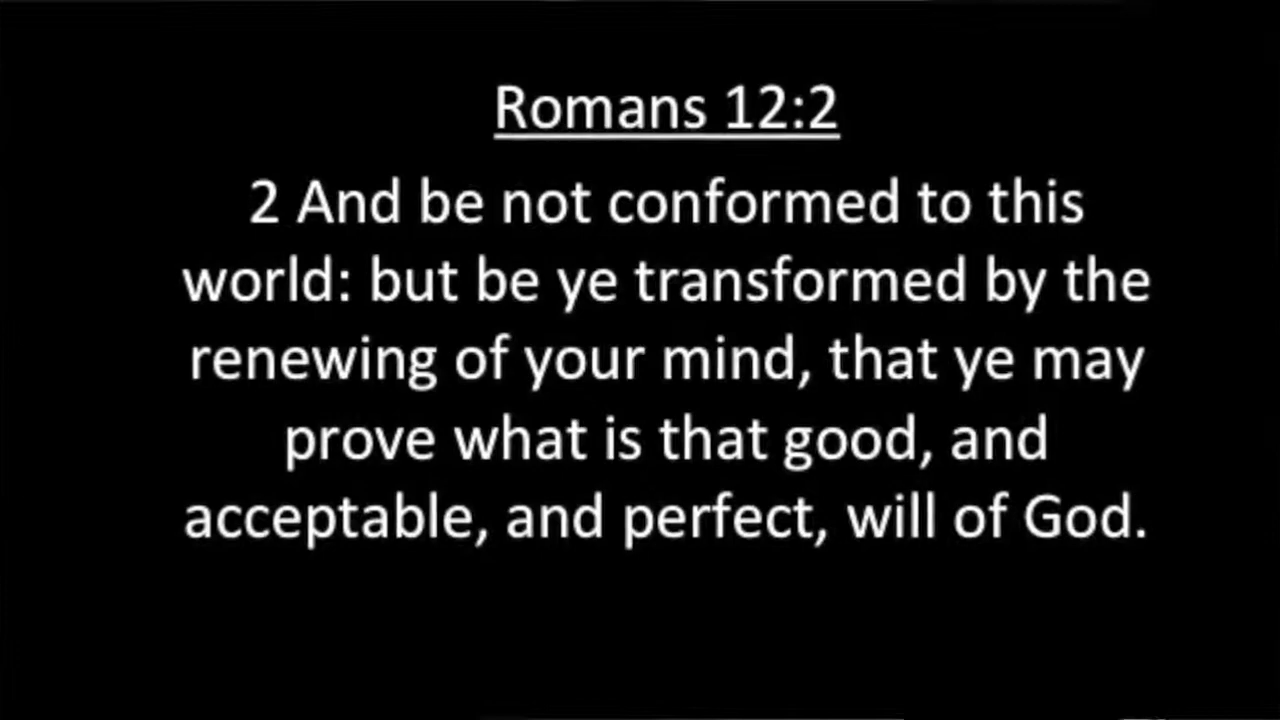 Romans 12:2
2 And be not conformed to this
world: but be ye transformed by the
renewing of your mind, that ye may
prove what is that good, and
acceptable, and perfect, will of God.